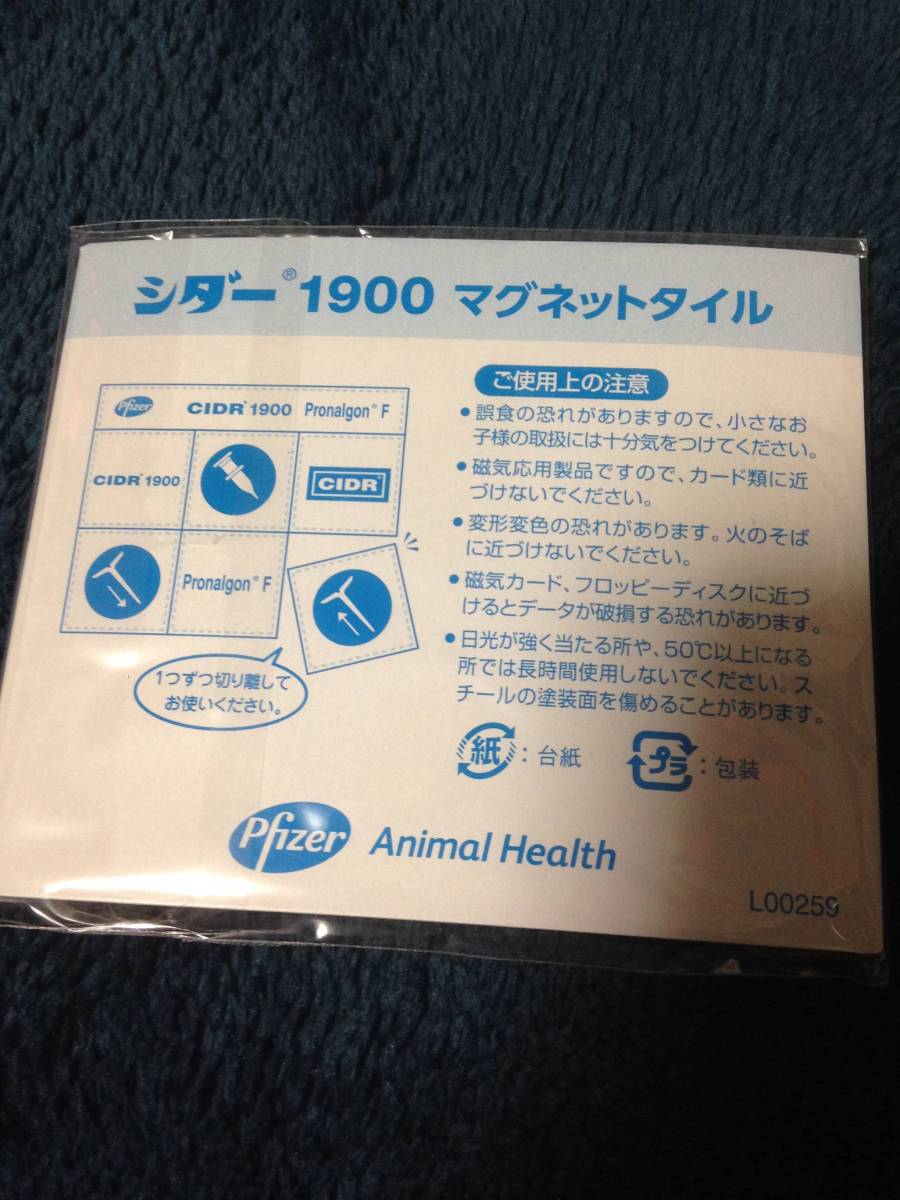 シダー® 1900 マグネットタイル
Pfizer CIDR® 1900 Pronalgon® F
CIDR® 1900
CIDR®
Pronalgon® F
1つずつ切り離して
お使いください。
ご使用上の注意
●誤食の恐れがありますので、小さなお
子様の取扱には十分気をつけてください。
●磁気応用製品ですので、カード類に近
づけないでください。
●変形変色の恐れがあります。火のそば
に近づけないでください。
●磁気カード、フロッピーディスクに近づ
けるとデータが破損する恐れがあります。
●日光が強く当たる所や、50℃以上になる
所では長時間使用しないでください。ス
チールの塗装面を傷めることがあります。
紙：台紙 プラ：包装
Pfizer Animal Health
L00259